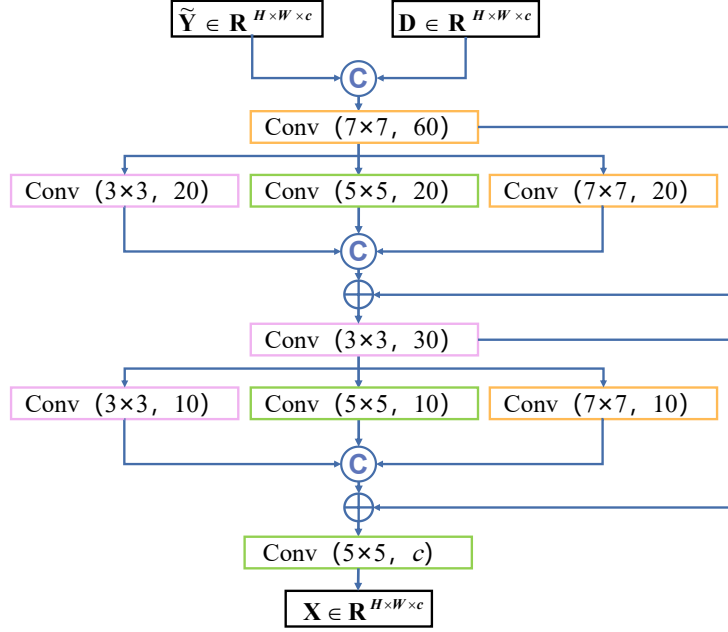 Ỹ ∈ R^{H×W×c} D ∈ R^{H×W×c}
C
Conv (7×7, 60)
Conv (3×3, 20) Conv (5×5, 20) Conv (7×7, 20)
C
Conv (3×3, 30)
Conv (3×3, 10) Conv (5×5, 10) Conv (7×7, 10)
C
Conv (5×5, c)
X ∈ R^{H×W×c}